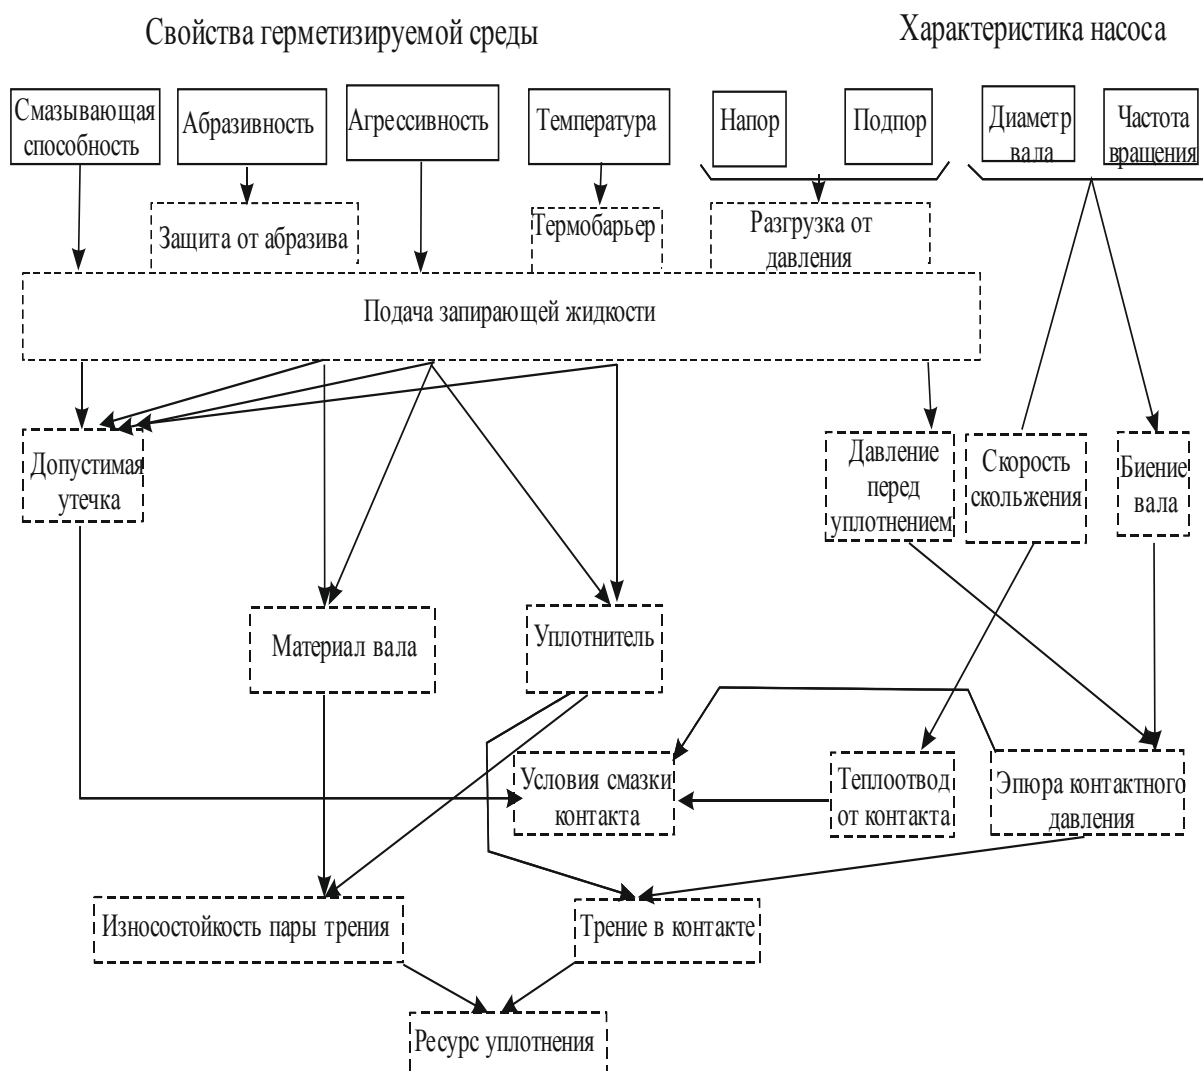 Свойства герметизируемой среды
Характеристика насоса
Смазывающая
способность
Абразивность
Агрессивность
Температура
Напор
Подпор
Диаметр
вала
Частота
вращения
Защита от абразива
Термобарьер
Разгрузка от
давления
Подача запирающей жидкости
Допустимая
утечка
Давление
перед
уплотнением
Скорость
скольжения
Биение
вала
Материал вала
Уплотнитель
Условия смазки
контакта
Теплоотвод
от контакта
Эпюра контактного
давления
Износостойкость пары трения
Трение в контакте
Ресурс уплотнения